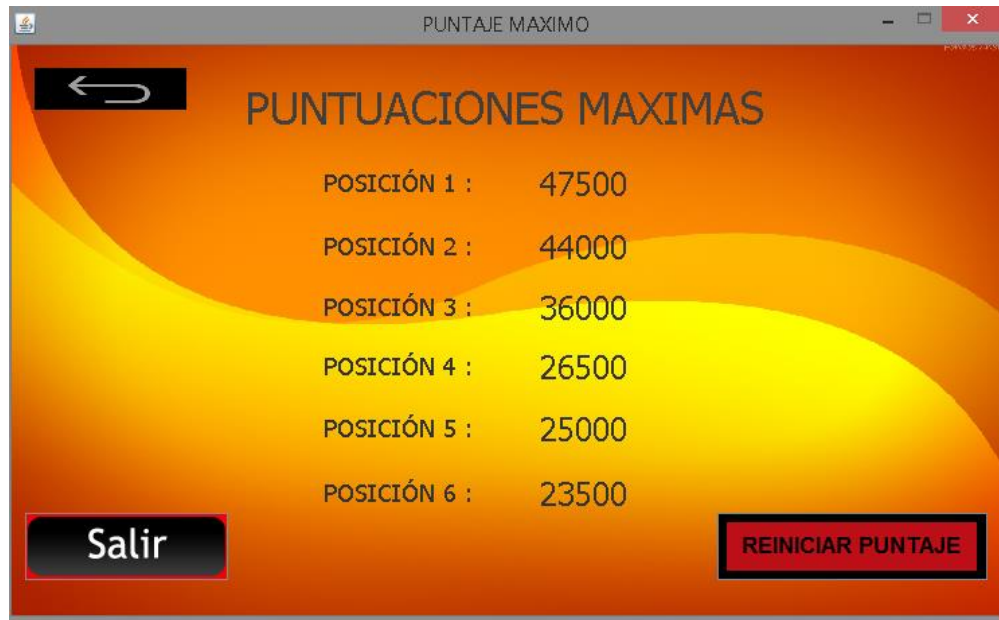 PUNTAJE MAXIMO
PUNTUACIONES MAXIMAS
POSICIÓN 1 : 47500
POSICIÓN 2 : 44000
POSICIÓN 3 : 36000
POSICIÓN 4 : 26500
POSICIÓN 5 : 25000
POSICIÓN 6 : 23500
Salir
REINICIAR PUNTAJE